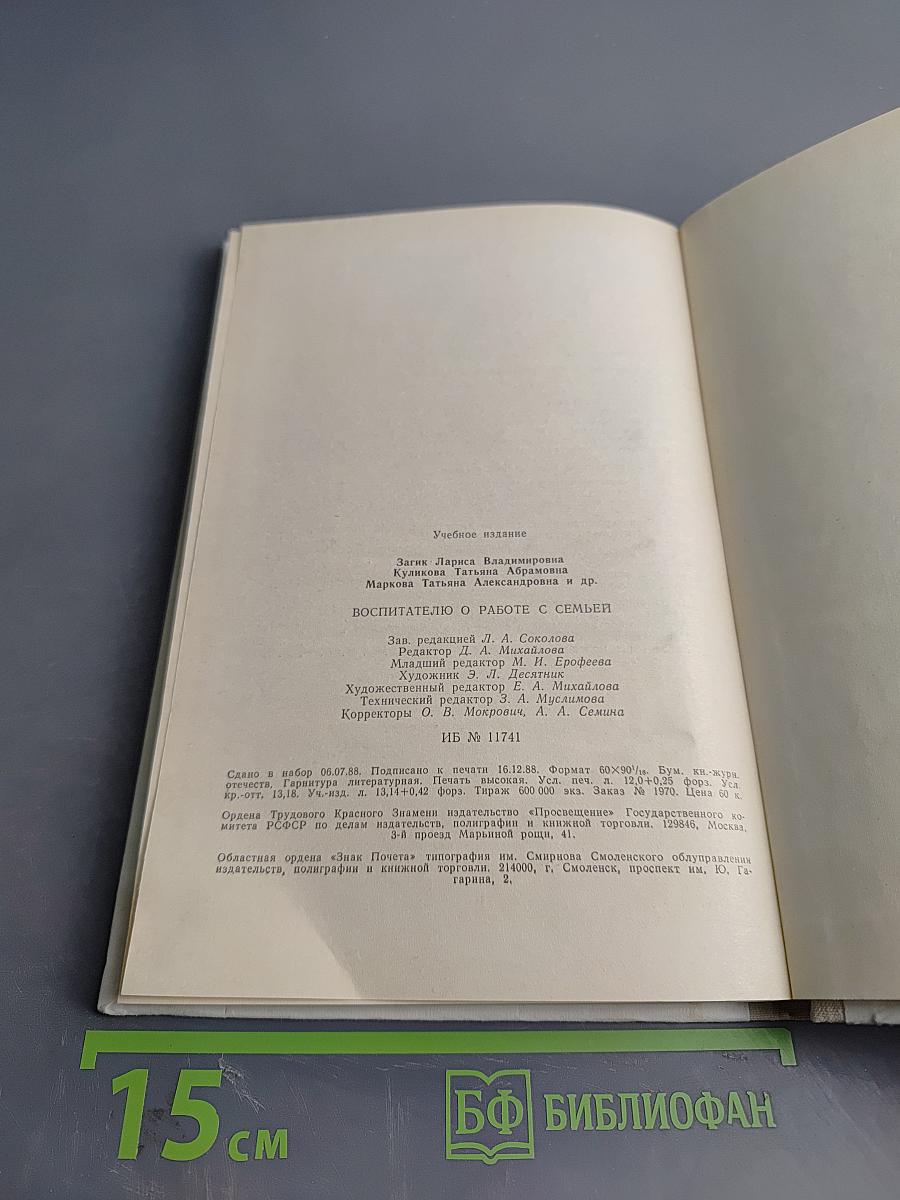 Учебное издание
Загик Лариса Владимировна
Куликова Татьяна Абрамовна
Маркова Татьяна Александровна и др.
ВОСПИТАТЕЛЮ О РАБОТЕ С СЕМЬЕЙ
Зав. редакцией Л. А. Соколова
Редактор Д. А. Михайлова
Младший редактор М. И. Ерофеева
Художник Э. Л. Десятник
Художественный редактор Е. А. Михайлова
Технический редактор З. А. Муслимова
Корректоры О. В. Мокрович, А. А. Семина
ИБ № 11741
Сдано в набор 06.07.88. Подписано к печати 16.12.88. Формат 60×90¹/₁₆. Бум. кн.-журн.
отечеств. Гарнитура литературная. Печать высокая. Усл. печ. л. 12,0+0,25 форз. Усл.
кр.-отт. 13,18. Уч.-изд. л. 13,14+0,42 форз. Тираж 600 000 экз. Заказ № 1970. Цена 60 к.
Ордена Трудового Красного Знамени издательство «Просвещение» Государственного ко-
митета РСФСР по делам издательств, полиграфии и книжной торговли. 129846, Москва,
3-й проезд Марьиной рощи, 41.
Областная ордена «Знак Почета» типография им. Смирнова Смоленского облуправления
издательств, полиграфии и книжной торговли. 214000, г. Смоленск, проспект им. Ю. Га-
гарина, 2.
15 см
БФ БИБЛИОФАН